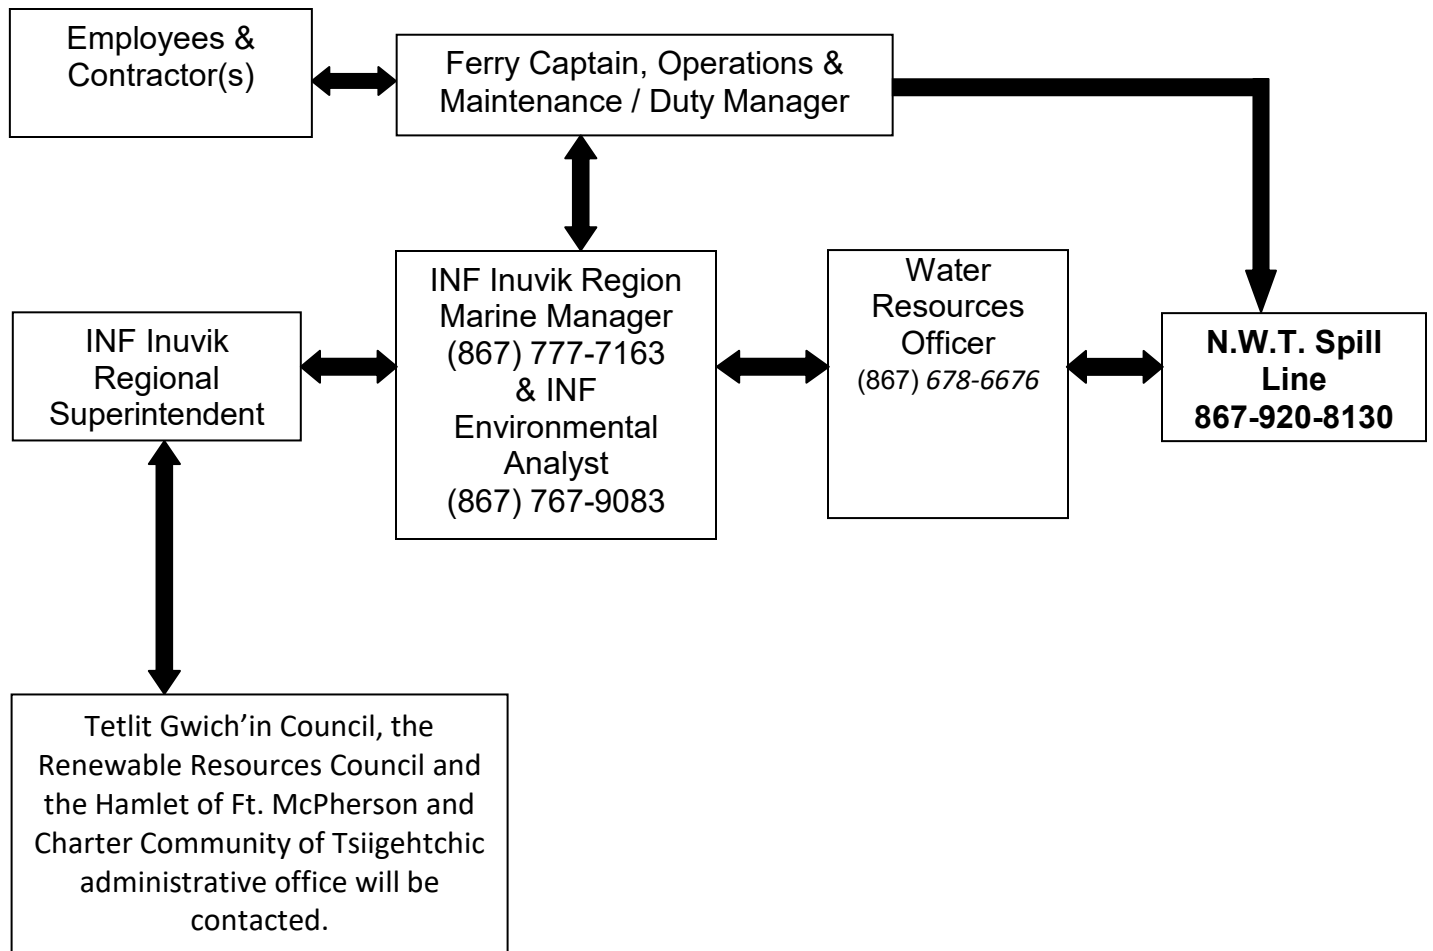 Employees &
Contractor(s)
Ferry Captain, Operations &
Maintenance / Duty Manager
INF Inuvik
Regional
Superintendent
INF Inuvik Region
Marine Manager
(867) 777-7163
& INF
Environmental
Analyst
(867) 767-9083
Water
Resources
Officer
(867) 678-6676
N.W.T. Spill
Line
867-920-8130
Tetlit Gwich’in Council, the
Renewable Resources Council and
the Hamlet of Ft. McPherson and
Charter Community of Tsiigehtchic
administrative office will be
contacted.